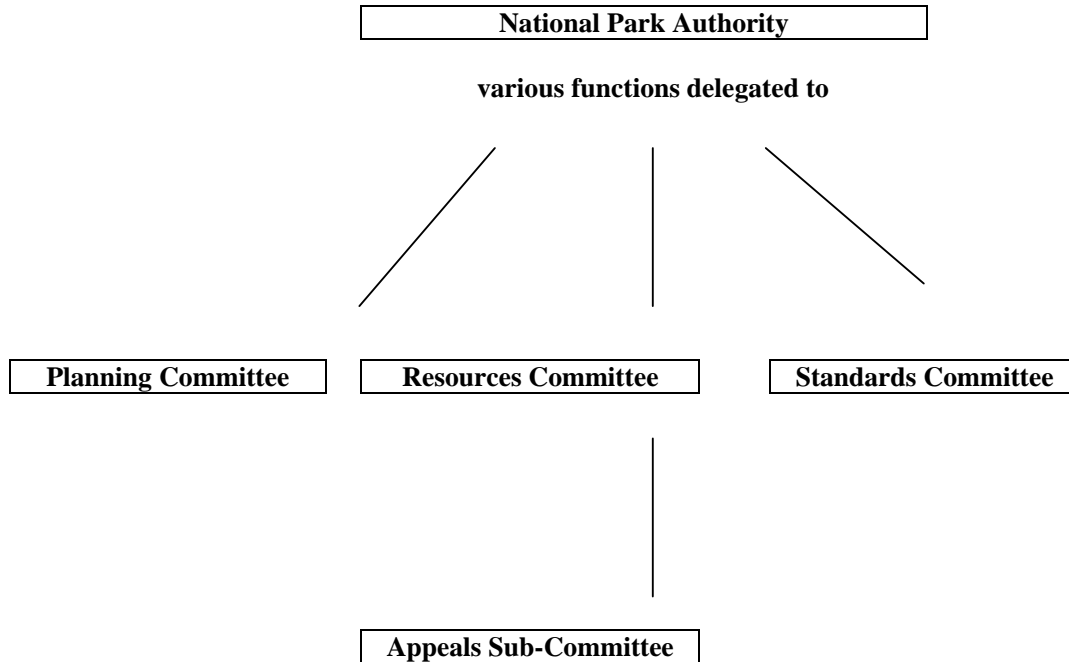 National Park Authority
various functions delegated to
Planning Committee
Resources Committee
Standards Committee
Appeals Sub-Committee